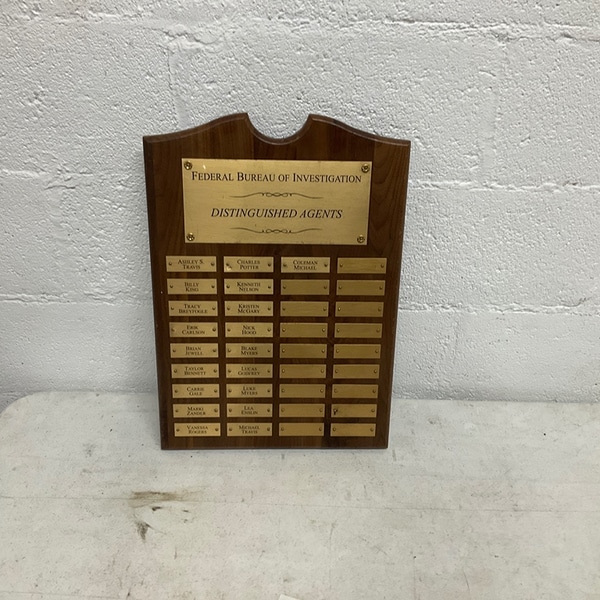 FEDERAL BUREAU OF INVESTIGATION
DISTINGUISHED AGENTS
ASHLEY S.
TRAVIS
CHARLES
POTTER
COLEMAN
MICHAEL
BILLY
KING
KENNETH
NELSON
TRACY
BREYFOGLE
KRISTEN
MCGARY
ERIK
CARLSON
NICK
HOOD
BRIAN
JEWELL
BLAKE
MYERS
TAYLOR
BENNETT
LUCAS
GODFREY
CARRIE
GALE
LUKE
MYERS
ZANDER
LEA
VANESSA
ROGERS
MICHAEL
TRAVIS